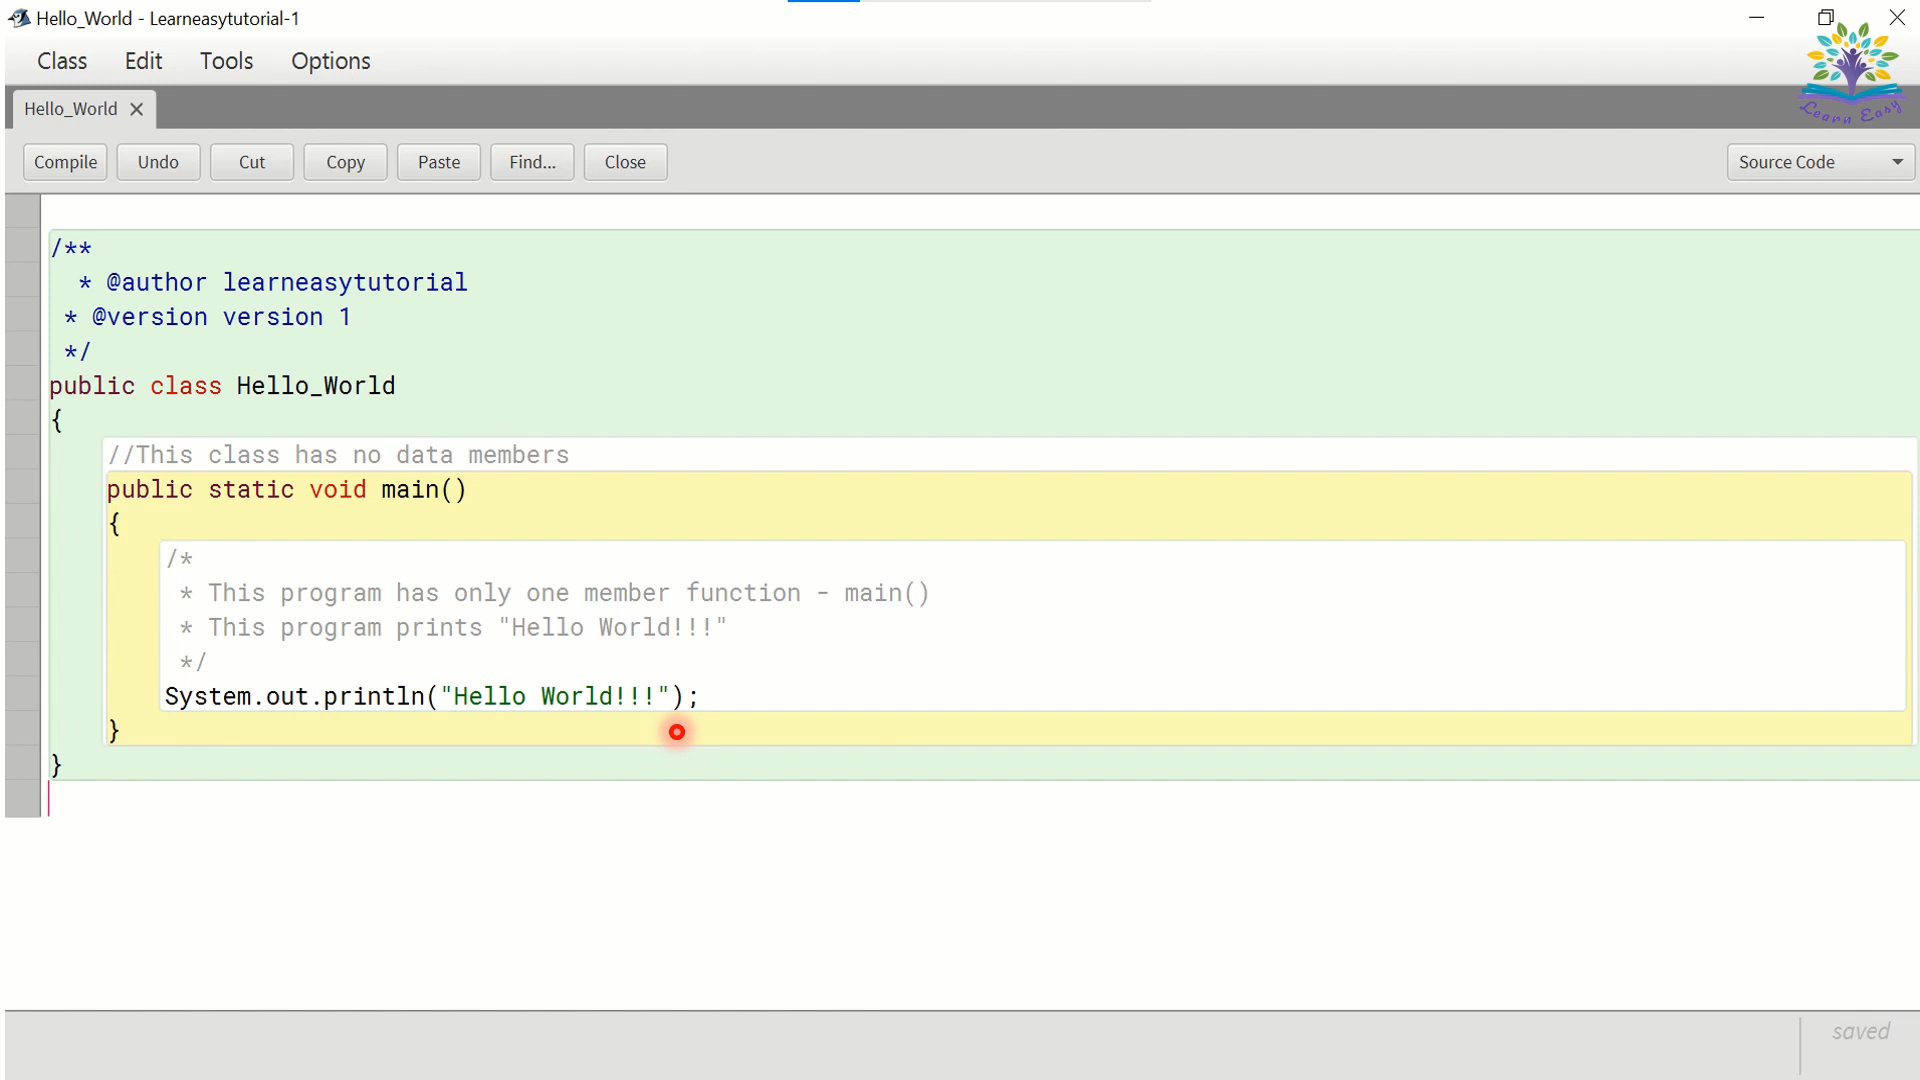 Hello_World - Learneasytutorial-1
Class Edit Tools Options
Learn Easy
Hello_World
Compile Undo Cut Copy Paste Find... Close Source Code
/**
* @author learneasytutorial
* @version version 1
*/
public class Hello_World
{
//This class has no data members
public static void main()
{
/*
* This program has only one member function - main()
* This program prints "Hello World!!!"
*/
System.out.println("Hello World!!!");
}
}
saved